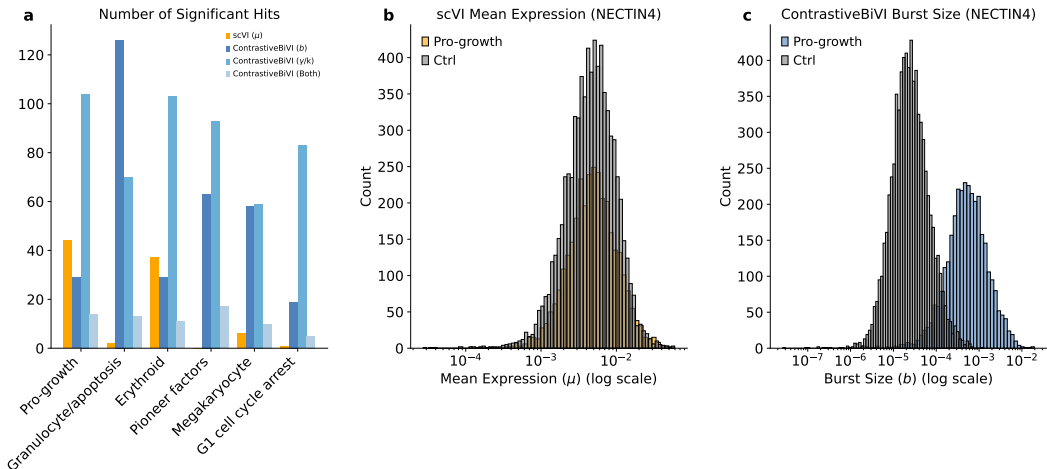 a
Number of Significant Hits
scVI (μ)
ContrastiveBiVI (b)
ContrastiveBiVI (y/k)
ContrastiveBiVI (Both)
120
100
80
60
40
20
0
Pro-growth
Granulocyte/apoptosis
Erythroid
Pioneer factors
Megakaryocyte
G1 cell cycle arrest
b
scVI Mean Expression (NECTIN4)
Pro-growth
Ctrl
Count
400
350
300
250
200
150
100
50
0
10⁻⁴
10⁻³
10⁻²
Mean Expression (μ) (log scale)
c
ContrastiveBiVI Burst Size (NECTIN4)
Pro-growth
Ctrl
Count
400
350
300
250
200
150
100
50
0
10⁻⁷
10⁻⁶
10⁻⁵
10⁻⁴
10⁻³
10⁻²
Burst Size (b) (log scale)